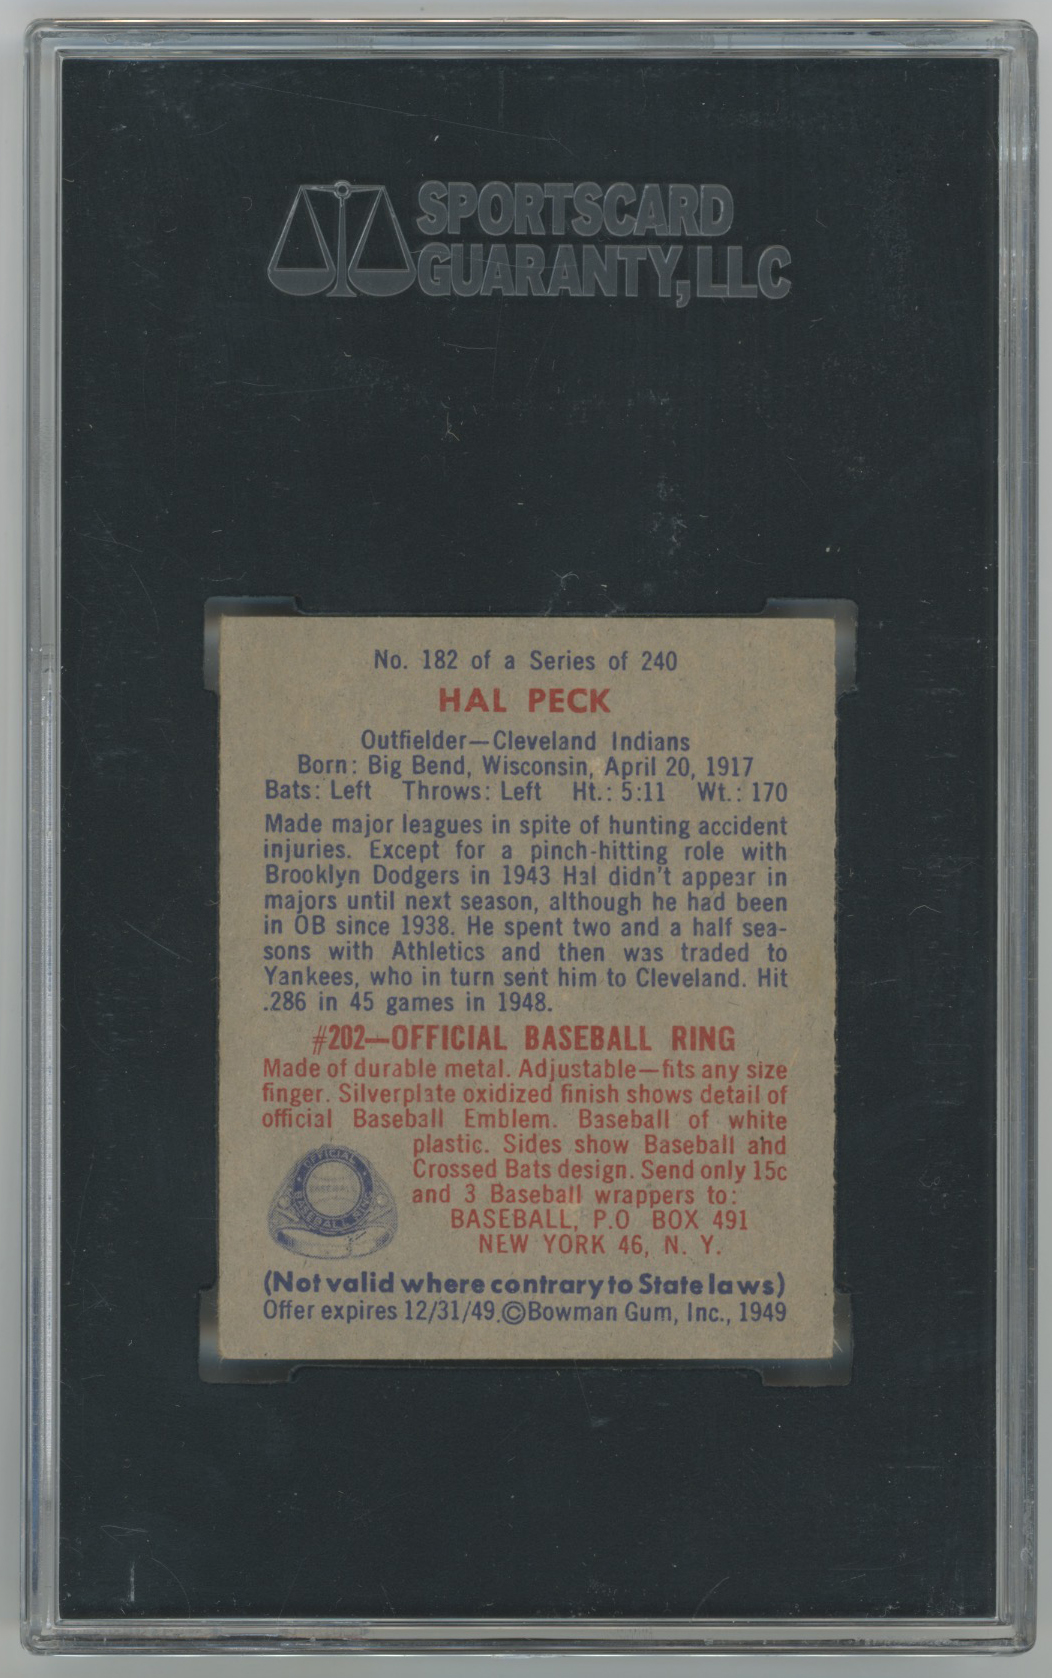 SPORTSCARD
GUARANTY, LLC
No. 182 of a Series of 240
HAL PECK
Outfielder—Cleveland Indians
Born: Big Bend, Wisconsin, April 20, 1917
Bats: Left Throws: Left Ht.: 5:11 Wt.: 170
Made major leagues in spite of hunting accident
injuries. Except for a pinch-hitting role with
Brooklyn Dodgers in 1943 Hal didn't appear in
majors until next season, although he had been
in OB since 1938. He spent two and a half sea-
sons with Athletics and then was traded to
Yankees, who in turn sent him to Cleveland. Hit
.286 in 45 games in 1948.
#202—OFFICIAL BASEBALL RING
Made of durable metal. Adjustable—fits any size
finger. Silverplate oxidized finish shows detail of
official Baseball Emblem. Baseball of white
plastic. Sides show Baseball and
Crossed Bats design. Send only 15c
and 3 Baseball wrappers to:
BASEBALL, P.O BOX 491
NEW YORK 46, N. Y.
OFFICIAL
BASEBALL
BASEBALL RING
(Not valid where contrary to State laws)
Offer expires 12/31/49.©Bowman Gum, Inc., 1949